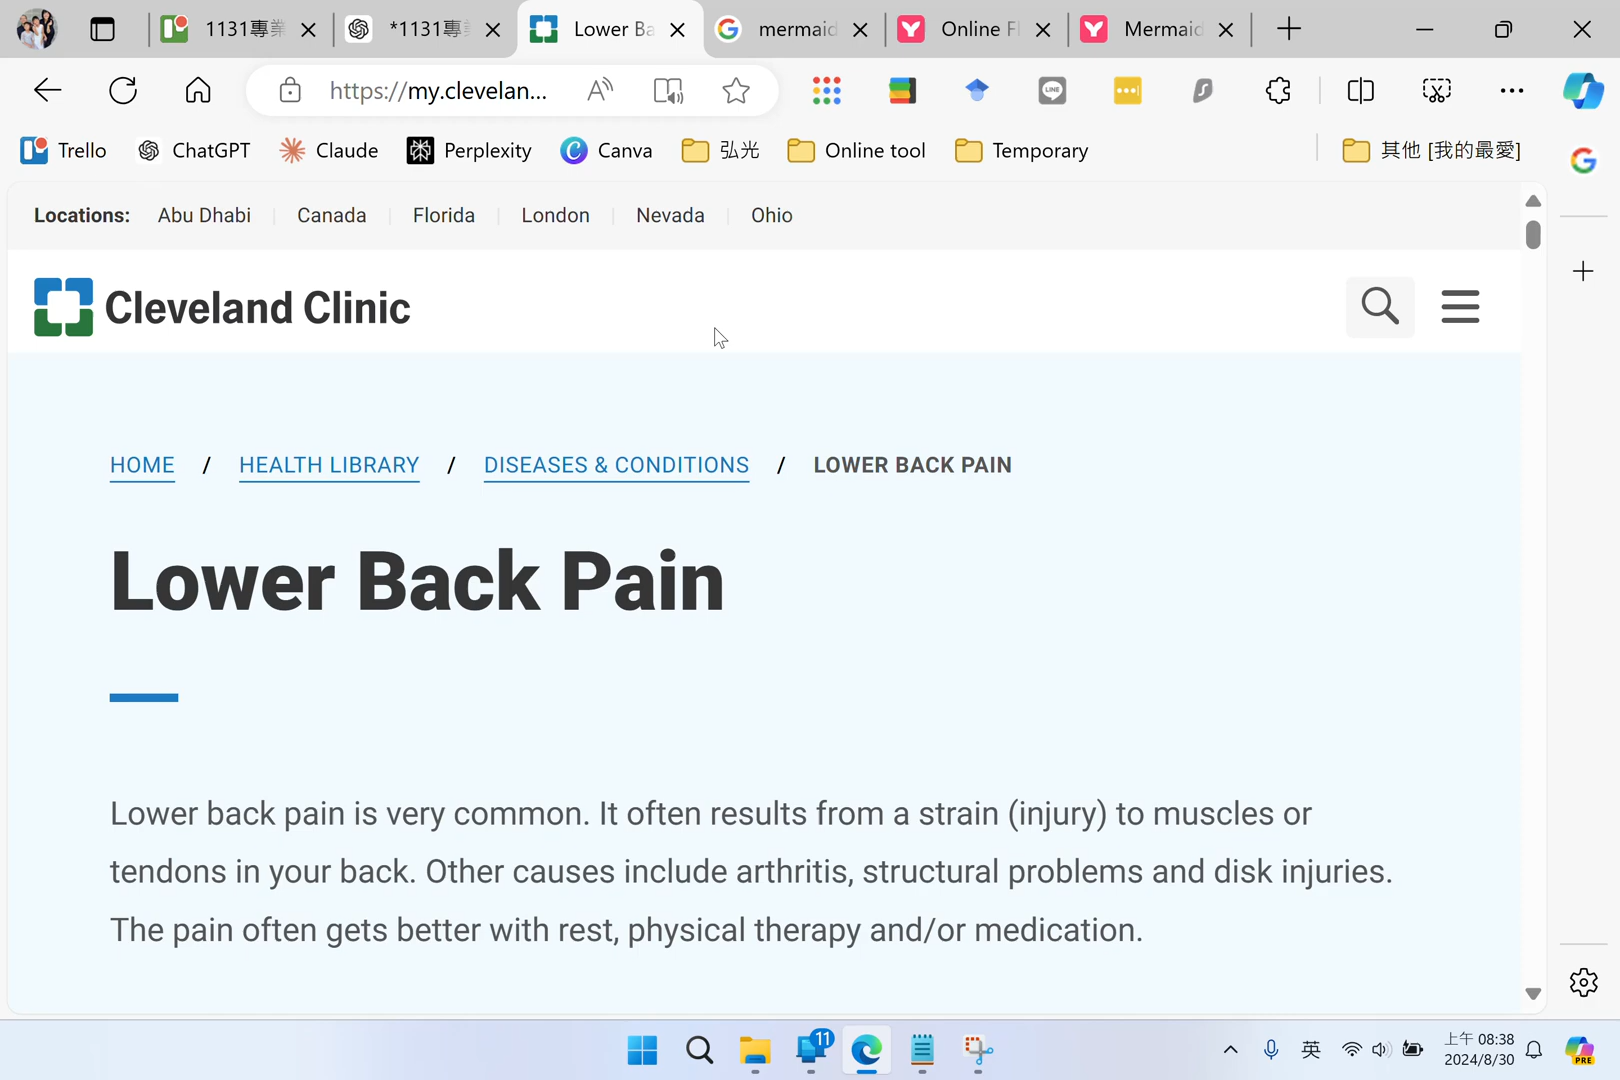 1131專業
*1131專
Lower Ba
mermaid
Online Fl
Mermaid
https://my.clevelan...
Trello
ChatGPT
Claude
Perplexity
Canva
弘光
Online tool
Temporary
其他 [我的最愛]
Locations:
Abu Dhabi
Canada
Florida
London
Nevada
Ohio
Cleveland Clinic
HOME / HEALTH LIBRARY / DISEASES & CONDITIONS / LOWER BACK PAIN
Lower Back Pain
Lower back pain is very common. It often results from a strain (injury) to muscles or
tendons in your back. Other causes include arthritis, structural problems and disk injuries.
The pain often gets better with rest, physical therapy and/or medication.
11
英
上午 08:38
2024/8/30
PRE
LINE